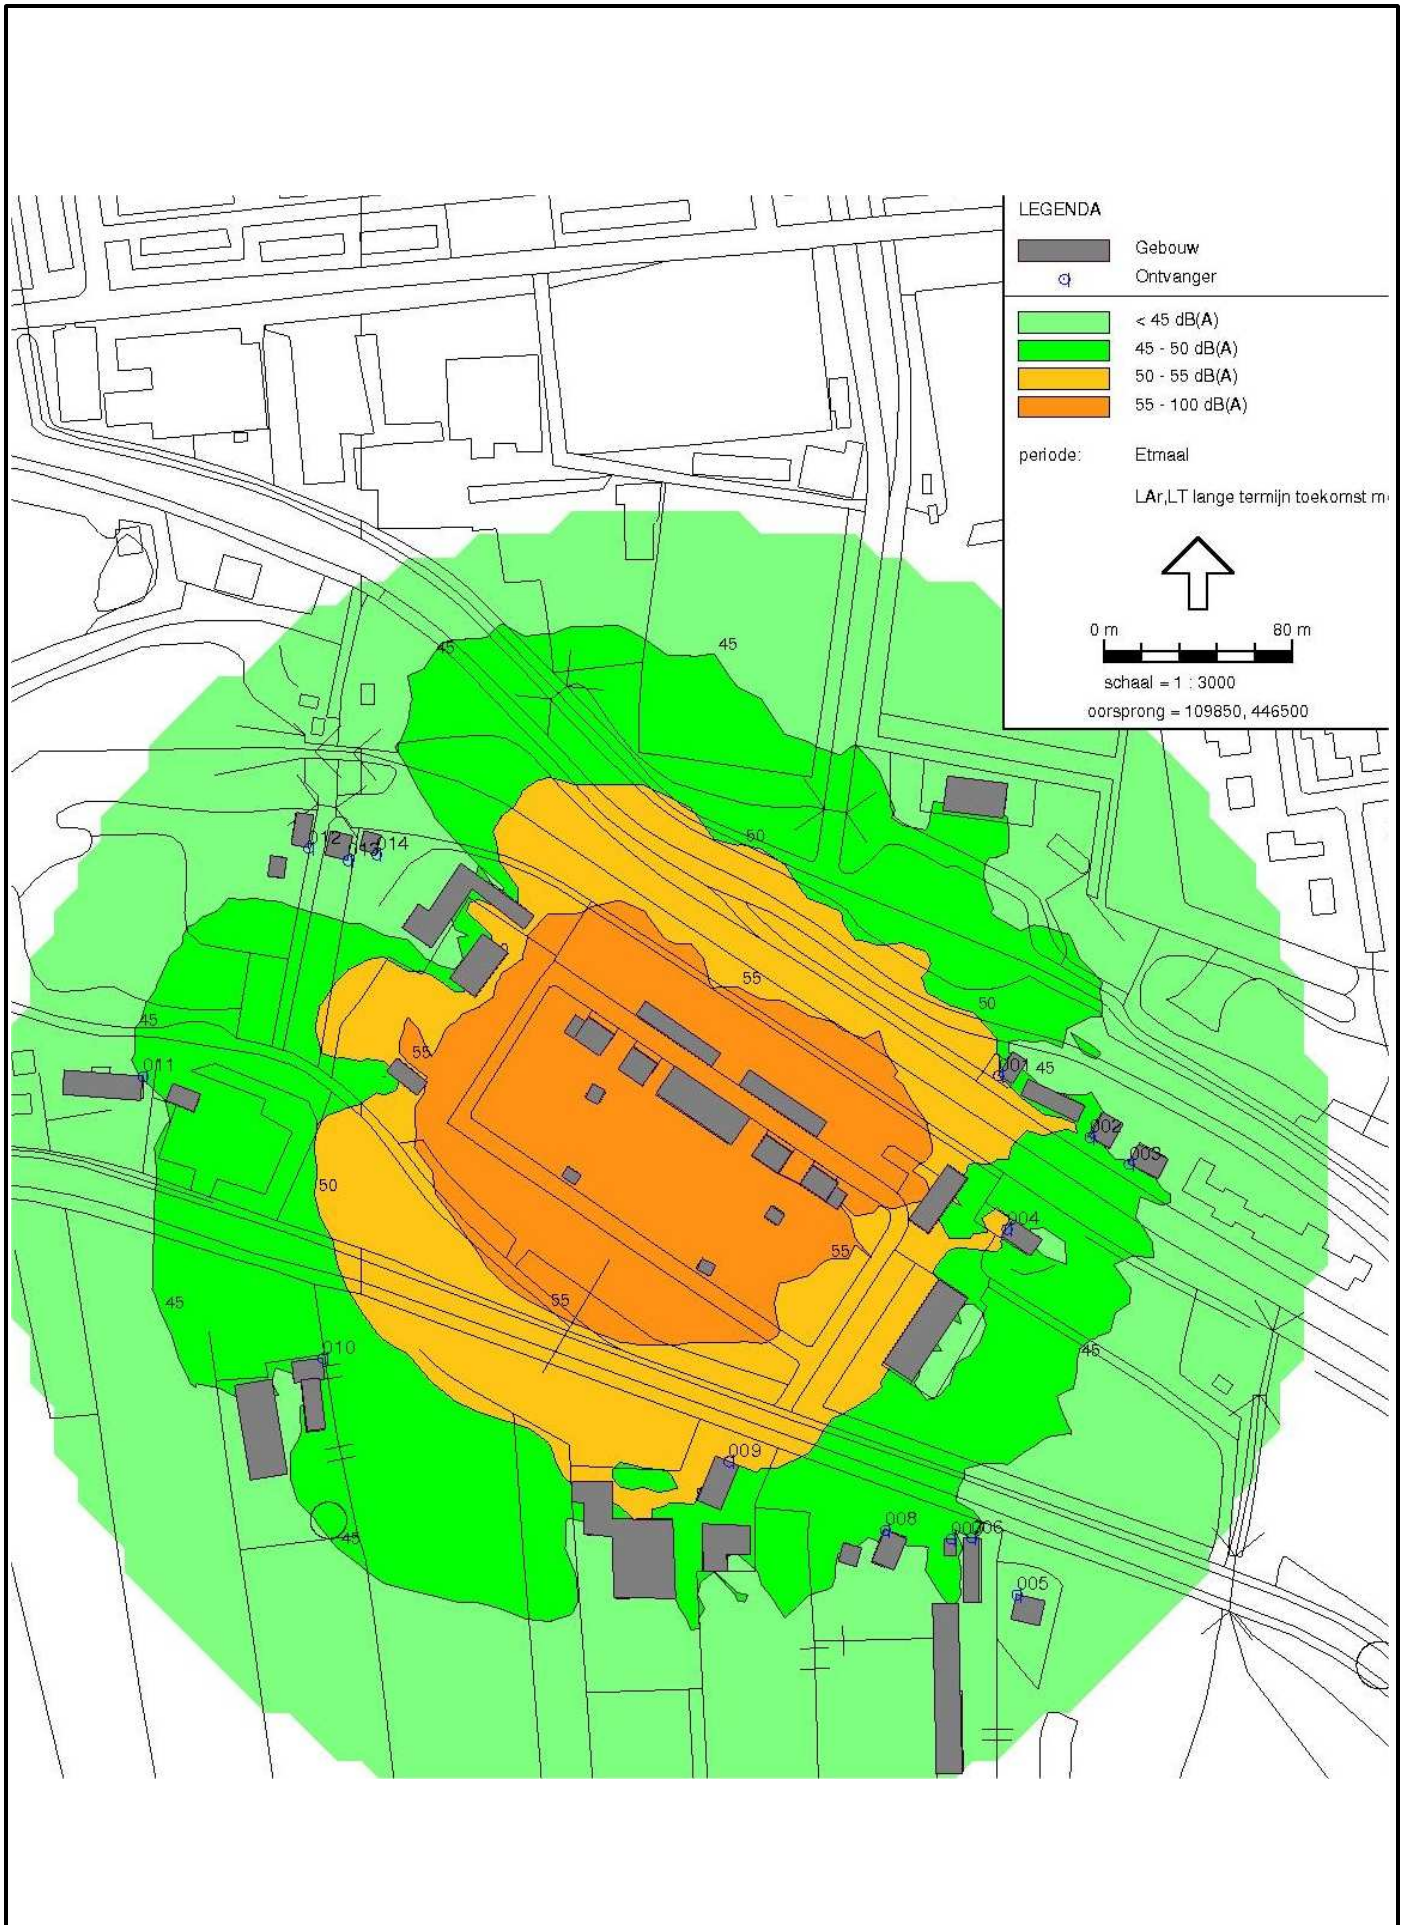 LEGENDA
Gebouw
Ontvanger
< 45 dB(A)
45 - 50 dB(A)
50 - 55 dB(A)
55 - 100 dB(A)
periode: Etmaal
LAr,LT lange termijn toekomst m
0 m 80 m
schaal = 1 : 3000
oorsprong = 109850, 446500
45
45
50
012
013
014
55
50
45
011
55
001
45
002
003
50
004
55
45
55
010
45
009
45
008
006
005